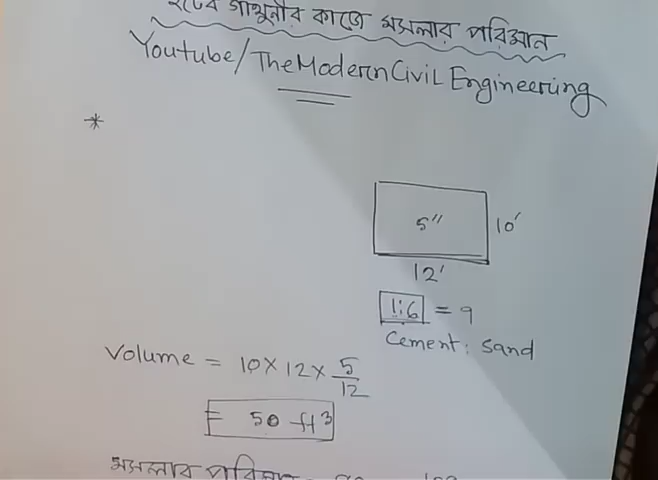 ইটের গাথুনীর কাজে মসলার পরিমান
Youtube/TheModernCivil Engineering
*
5" 10'
12'
1:6 = 9
Cement: Sand
Volume = 10 × 12 × 5/12
= 50 ft3
মসলার